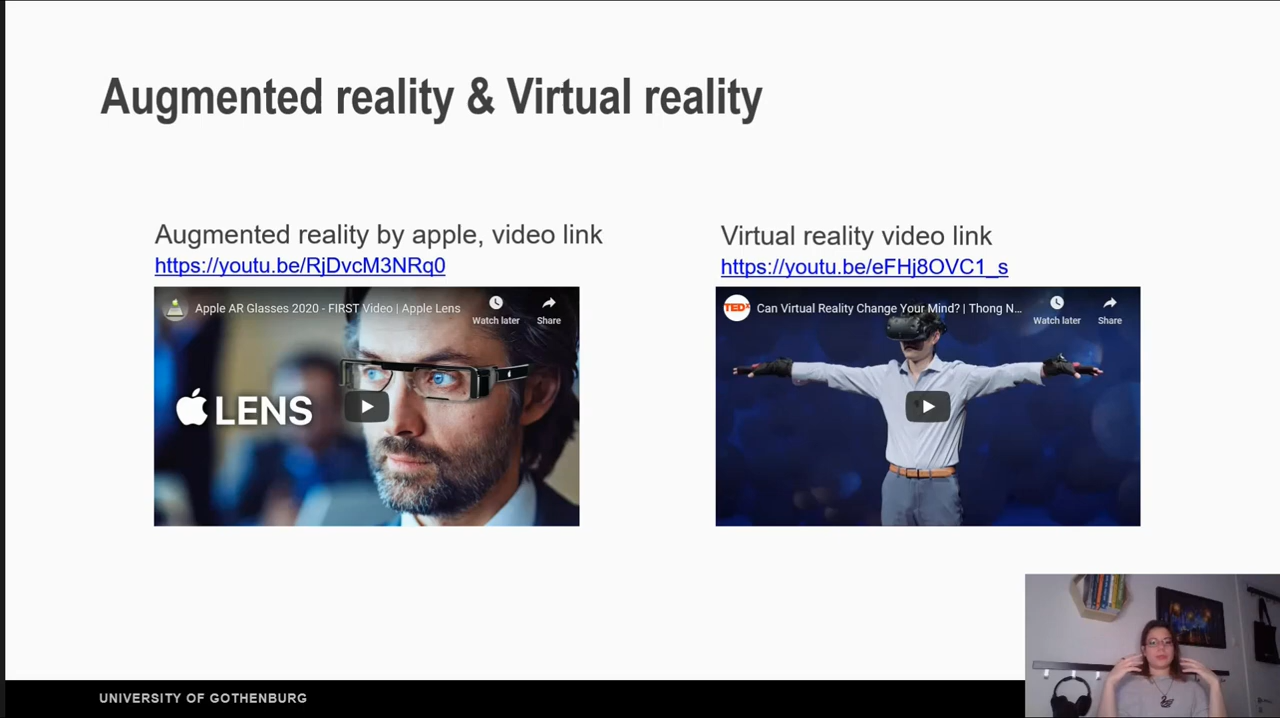 Augmented reality & Virtual reality
Augmented reality by apple, video link
https://youtu.be/RjDvcM3NRq0
Apple AR Glasses 2020 - FIRST Video | Apple Lens
Watch later
Share
LENS
Virtual reality video link
https://youtu.be/eFHj8OVC1_s
TEDx
Can Virtual Reality Change Your Mind? | Thong N...
Watch later
Share
UNIVERSITY OF GOTHENBURG